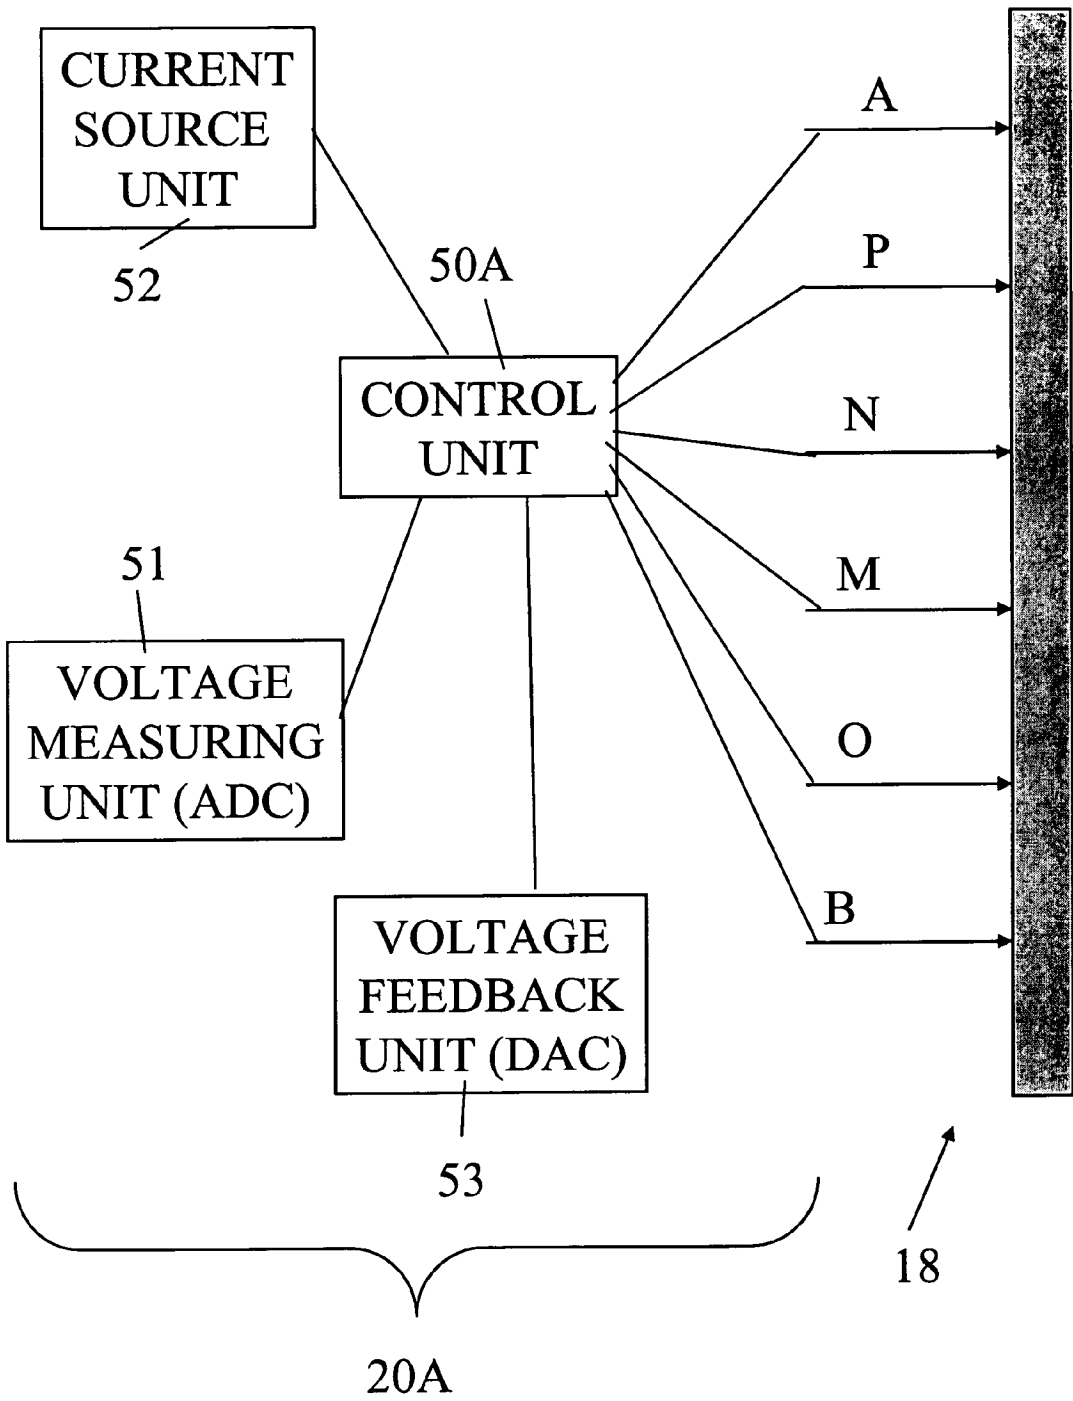 CURRENT
SOURCE
UNIT
52
A
P
50A
CONTROL
UNIT
N
M
51
VOLTAGE
MEASURING
UNIT (ADC)
O
B
VOLTAGE
FEEDBACK
UNIT (DAC)
53
18
20A